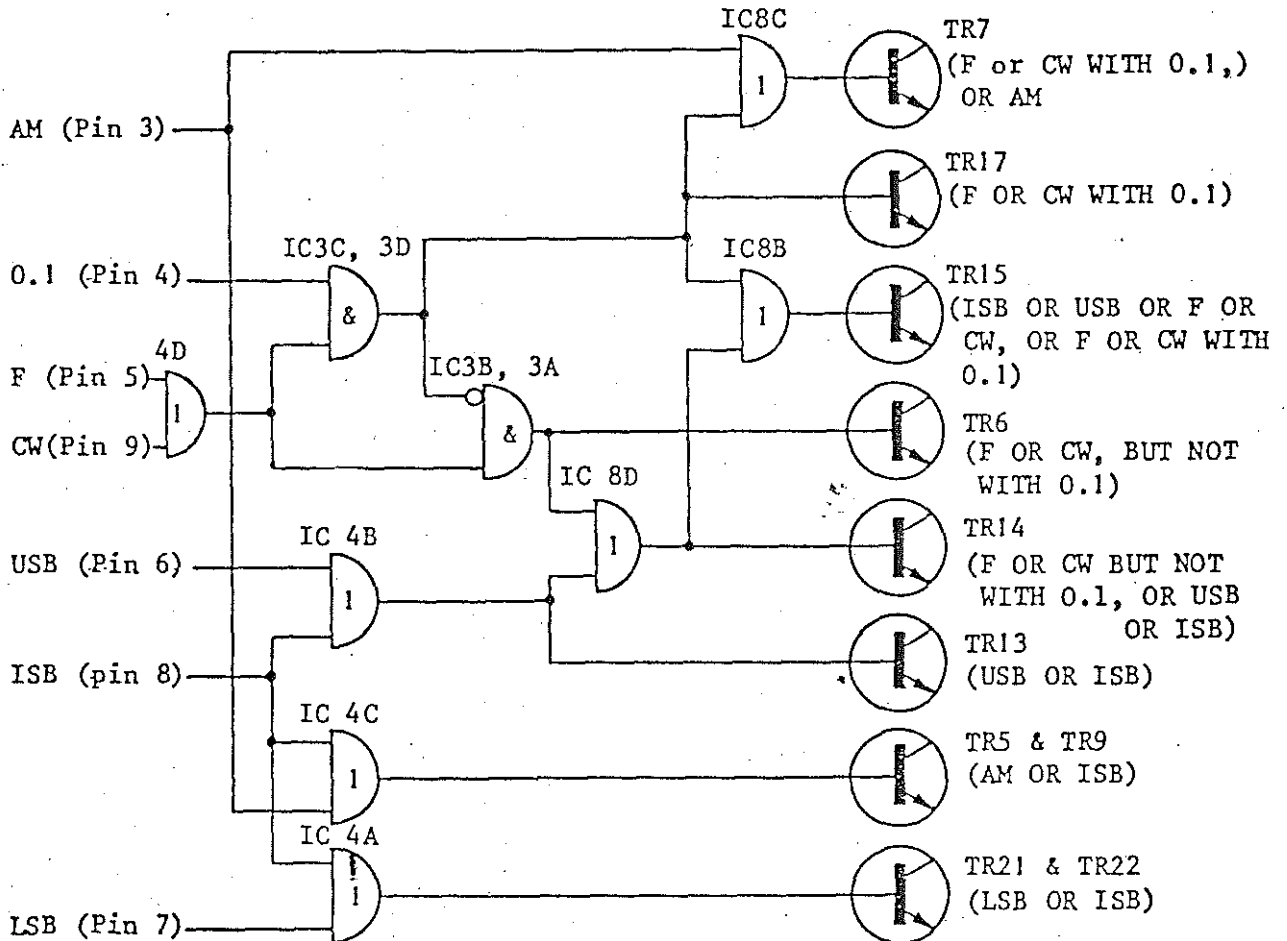 IC8C
TR7
(F or CW WITH 0.1,)
OR AM
AM (Pin 3)
1
TR17
(F OR CW WITH 0.1)
IC3C, 3D
IC8B
0.1 (Pin 4)
&
1
TR15
(ISB OR USB OR F OR
CW, OR F OR CW WITH
0.1)
4D
F (Pin 5)
1
CW(Pin 9)
IC3B, 3A
&
TR6
(F OR CW, BUT NOT
WITH 0.1)
IC 8D
1
IC 4B
USB (Pin 6)
1
TR14
(F OR CW BUT NOT
WITH 0.1, OR USB
OR ISB)
ISB (pin 8)
TR13
(USB OR ISB)
IC 4C
1
TR5 & TR9
(AM OR ISB)
IC 4A
1
TR21 & TR22
(LSB OR ISB)
LSB (Pin 7)